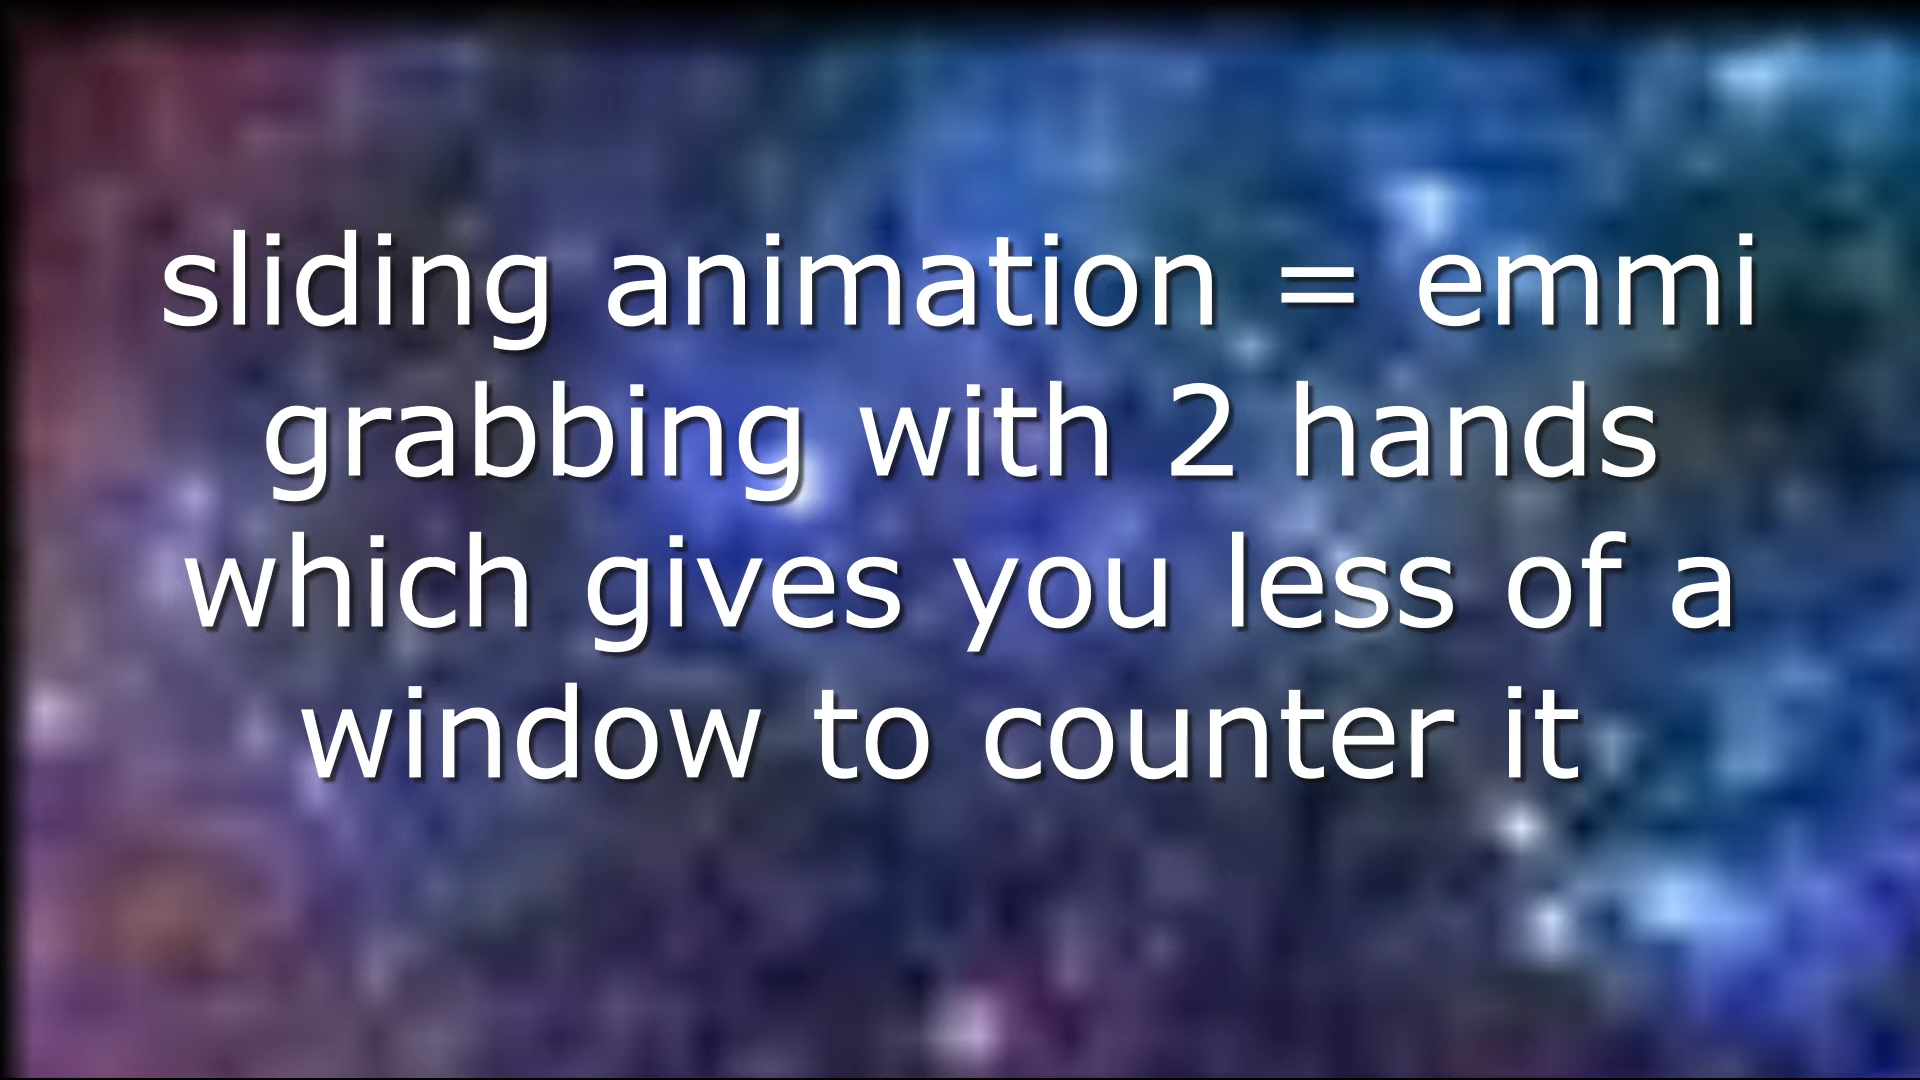 sliding animation = emmi
grabbing with 2 hands
which gives you less of a
window to counter it